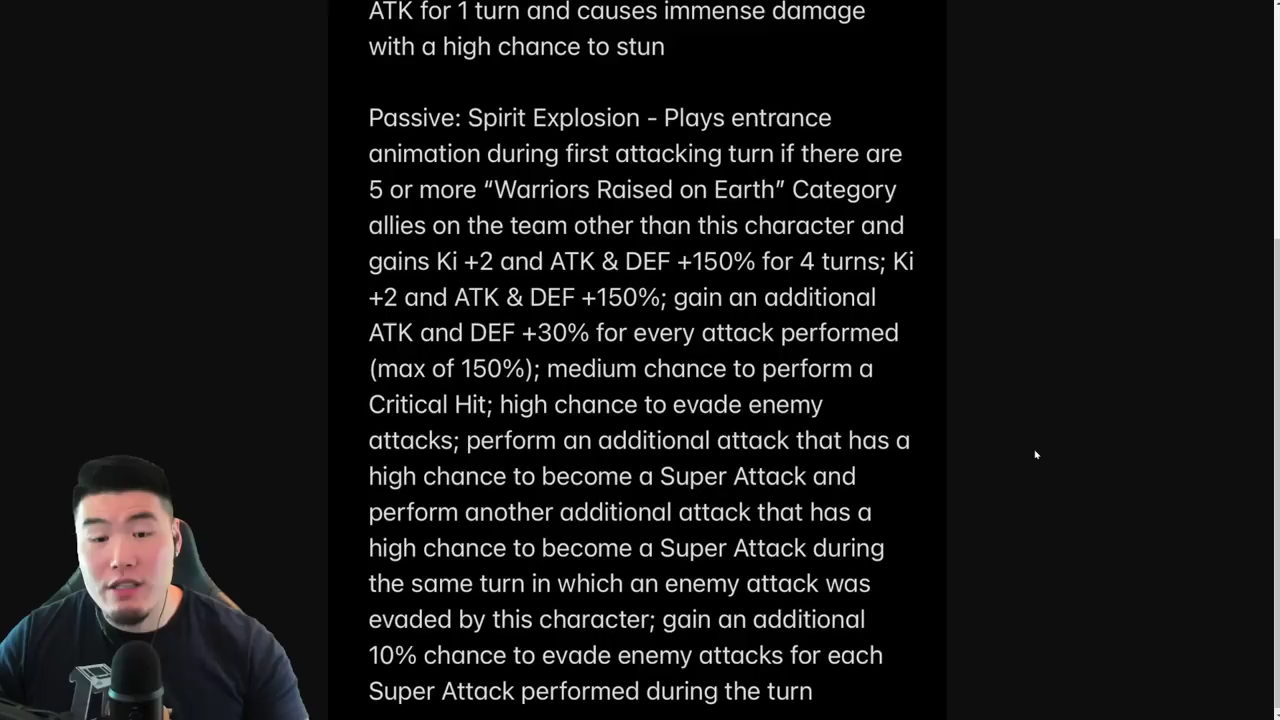 ATK for 1 turn and causes immense damage
with a high chance to stun
Passive: Spirit Explosion - Plays entrance
animation during first attacking turn if there are
5 or more “Warriors Raised on Earth” Category
allies on the team other than this character and
gains Ki +2 and ATK & DEF +150% for 4 turns; Ki
+2 and ATK & DEF +150%; gain an additional
ATK and DEF +30% for every attack performed
(max of 150%); medium chance to perform a
Critical Hit; high chance to evade enemy
attacks; perform an additional attack that has a
high chance to become a Super Attack and
perform another additional attack that has a
high chance to become a Super Attack during
the same turn in which an enemy attack was
evaded by this character; gain an additional
10% chance to evade enemy attacks for each
Super Attack performed during the turn